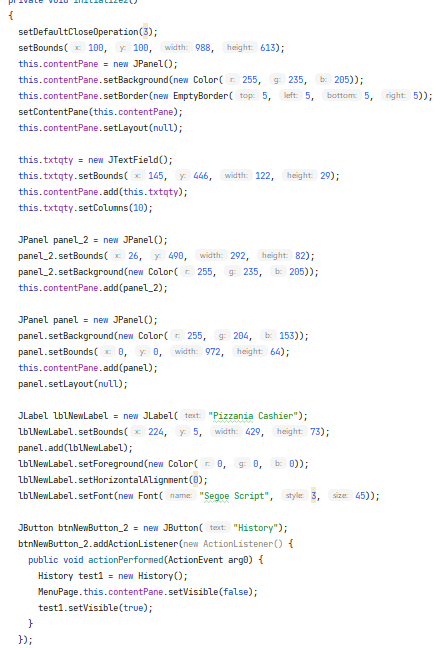 private void initialize2()
{
setDefaultCloseOperation(3);
setBounds( x: 100, y: 100, width: 988, height: 613);
this.contentPane = new JPanel();
this.contentPane.setBackground(new Color( r: 255, g: 235, b: 205));
this.contentPane.setBorder(new EmptyBorder( top: 5, left: 5, bottom: 5, right: 5));
setContentPane(this.contentPane);
this.contentPane.setLayout(null);
this.txtqty = new JTextField();
this.txtqty.setBounds( x: 145, y: 446, width: 122, height: 29);
this.contentPane.add(this.txtqty);
this.txtqty.setColumns(10);
JPanel panel_2 = new JPanel();
panel_2.setBounds( x: 26, y: 490, width: 292, height: 82);
panel_2.setBackground(new Color( r: 255, g: 235, b: 205));
this.contentPane.add(panel_2);
JPanel panel = new JPanel();
panel.setBackground(new Color( r: 255, g: 204, b: 153));
panel.setBounds( x: 0, y: 0, width: 972, height: 64);
this.contentPane.add(panel);
panel.setLayout(null);
JLabel lblNewLabel = new JLabel( text: "Pizzania Cashier");
lblNewLabel.setBounds( x: 224, y: 5, width: 429, height: 73);
panel.add(lblNewLabel);
lblNewLabel.setForeground(new Color( r: 0, g: 0, b: 0));
lblNewLabel.setHorizontalAlignment(0);
lblNewLabel.setFont(new Font( name: "Segoe Script", style: 3, size: 45));
JButton btnNewButton_2 = new JButton( text: "History");
btnNewButton_2.addActionListener(new ActionListener() {
public void actionPerformed(ActionEvent arg0) {
History test1 = new History();
MenuPage.this.contentPane.setVisible(false);
test1.setVisible(true);
}
});